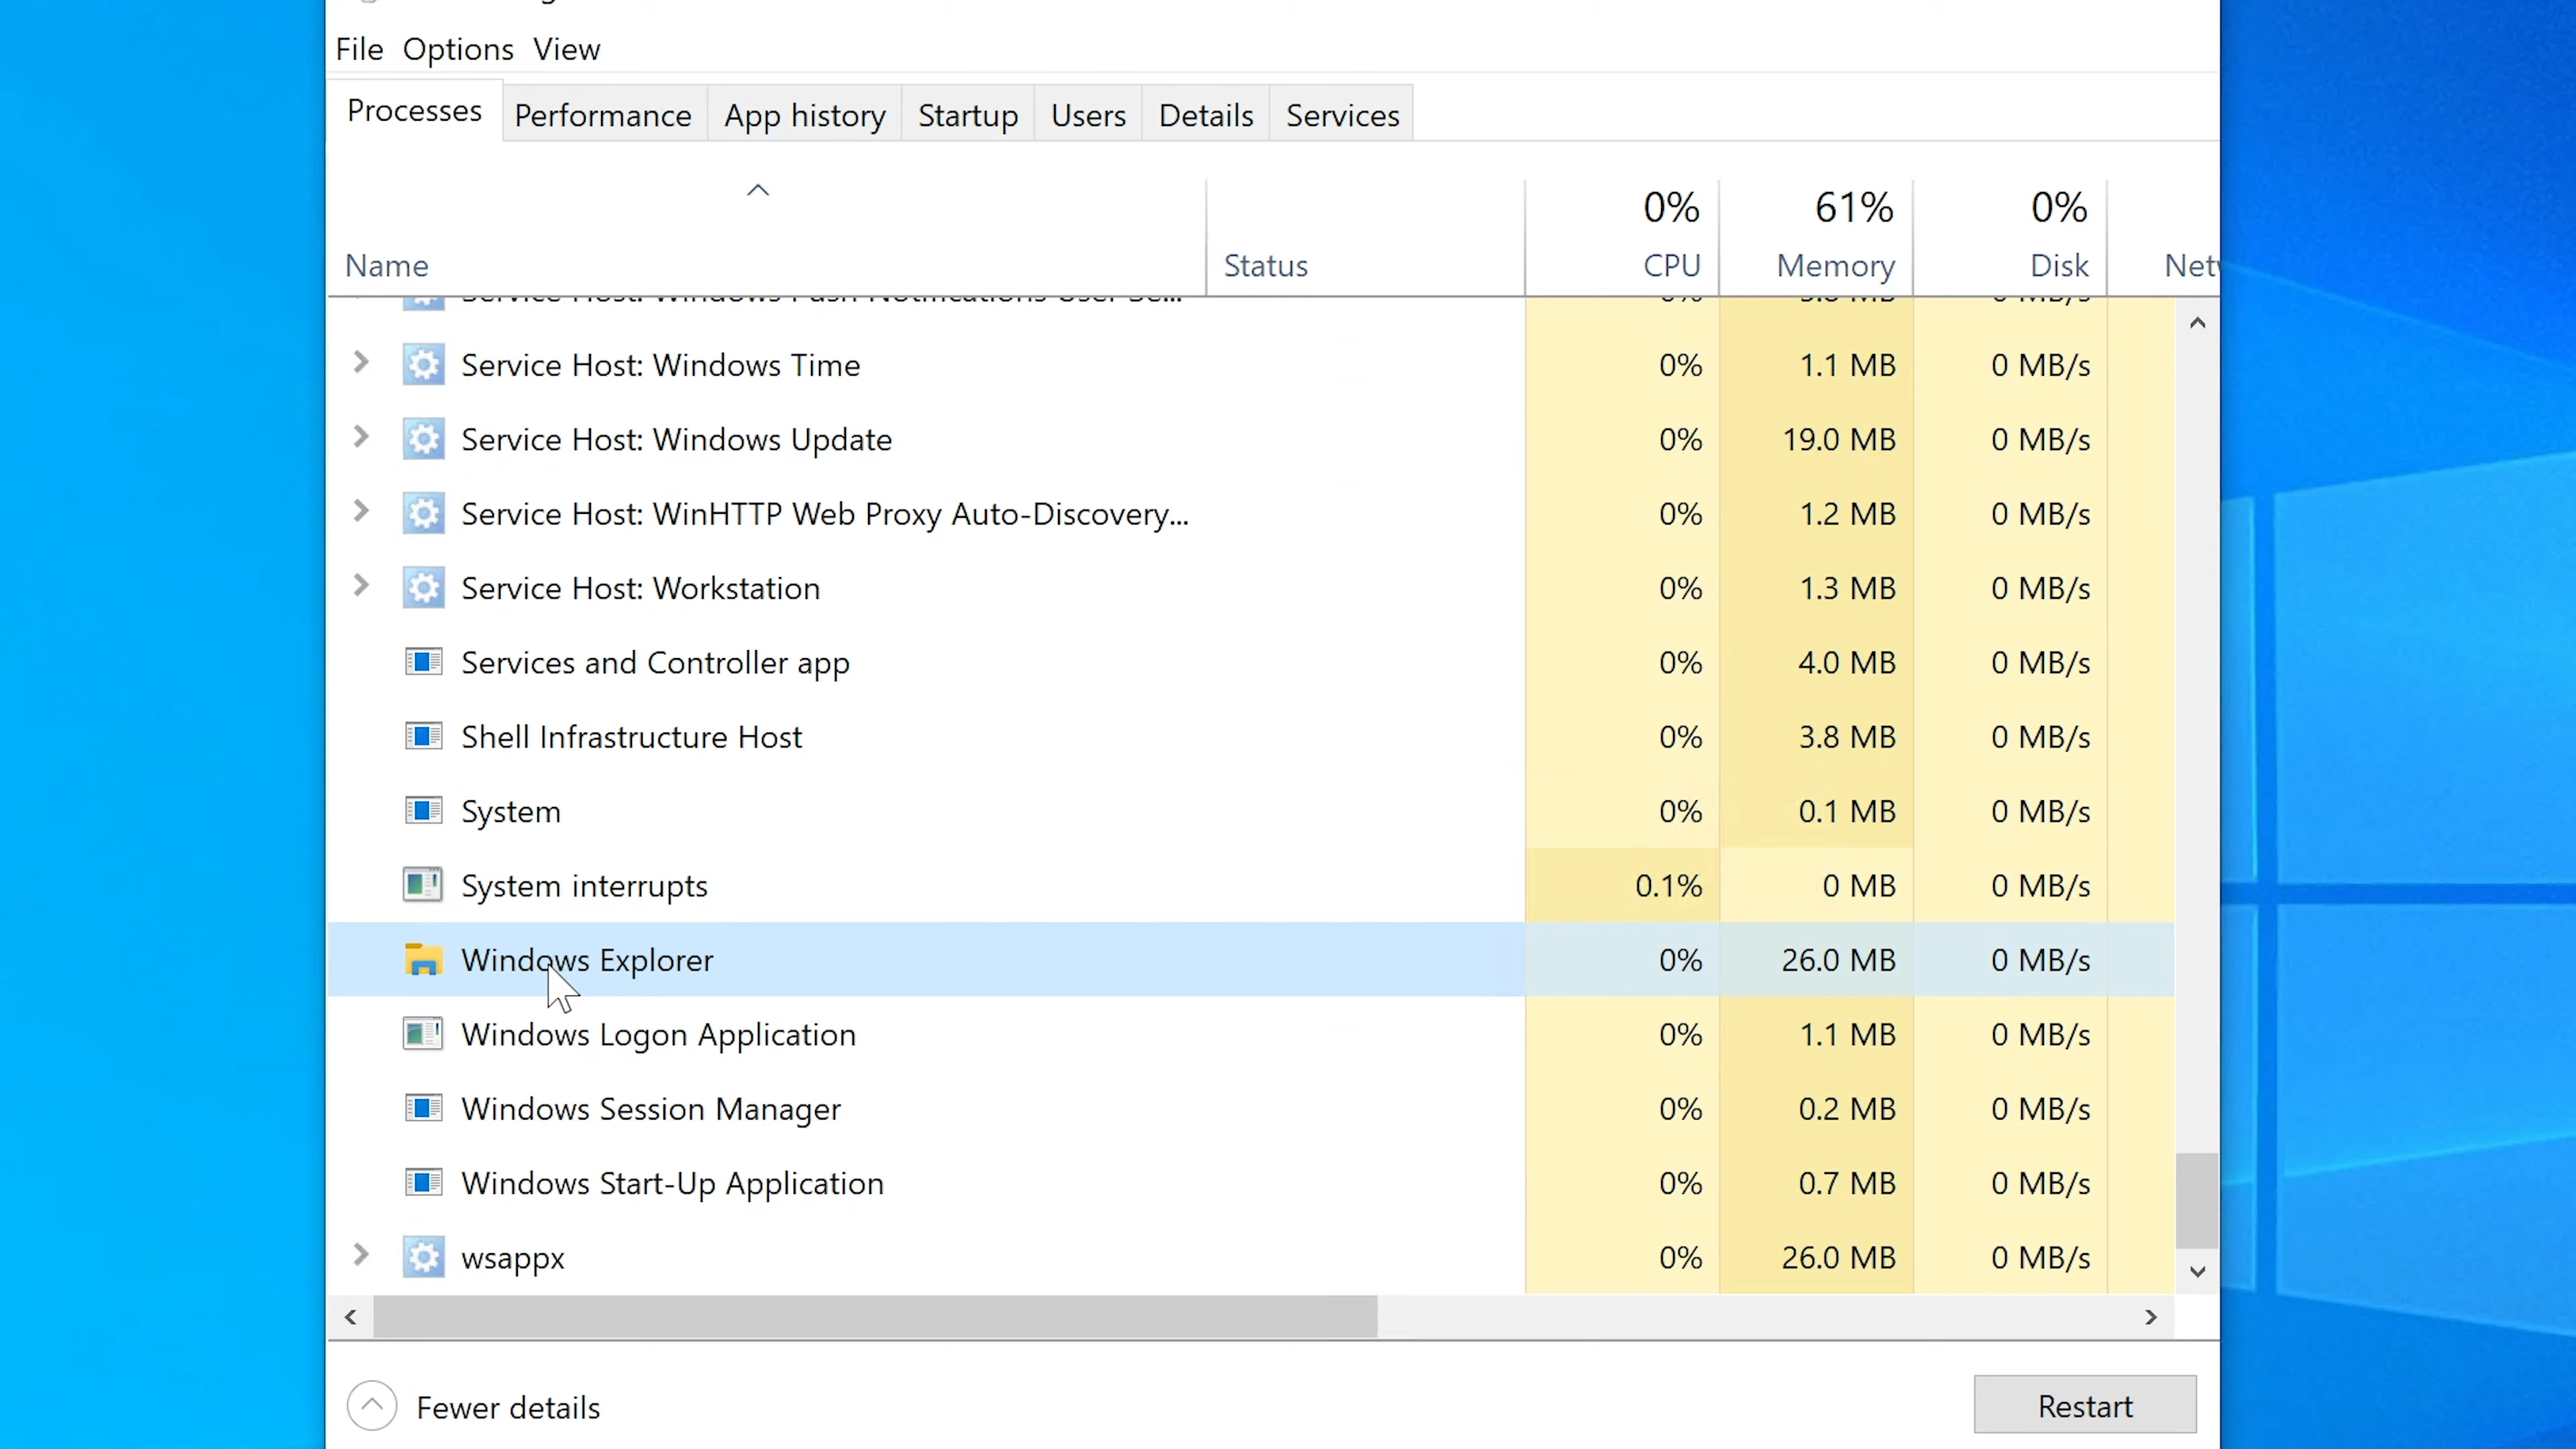 File Options View
Processes Performance App history Startup Users Details Services
0% 61% 0%
Name Status CPU Memory Disk
Service Host: Windows Time 0% 1.1 MB 0 MB/s
Service Host: Windows Update 0% 19.0 MB 0 MB/s
Service Host: WinHTTP Web Proxy Auto-Discovery... 0% 1.2 MB 0 MB/s
Service Host: Workstation 0% 1.3 MB 0 MB/s
Services and Controller app 0% 4.0 MB 0 MB/s
Shell Infrastructure Host 0% 3.8 MB 0 MB/s
System 0% 0.1 MB 0 MB/s
System interrupts 0.1% 0 MB 0 MB/s
Windows Explorer 0% 26.0 MB 0 MB/s
Windows Logon Application 0% 1.1 MB 0 MB/s
Windows Session Manager 0% 0.2 MB 0 MB/s
Windows Start-Up Application 0% 0.7 MB 0 MB/s
wsappx 0% 26.0 MB 0 MB/s
Fewer details Restart